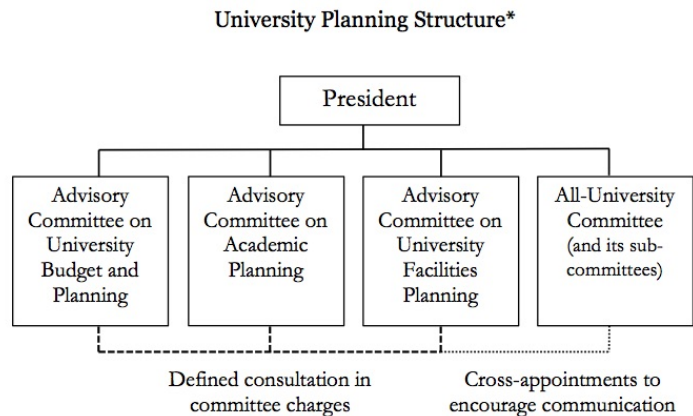 University Planning Structure*
President
Advisory
Committee on
University
Budget and
Planning
Advisory
Committee on
Academic
Planning
Advisory
Committee on
University
Facilities
Planning
All-University
Committee
(and its sub-
committees)
Defined consultation in
committee charges
Cross-appointments to
encourage communication